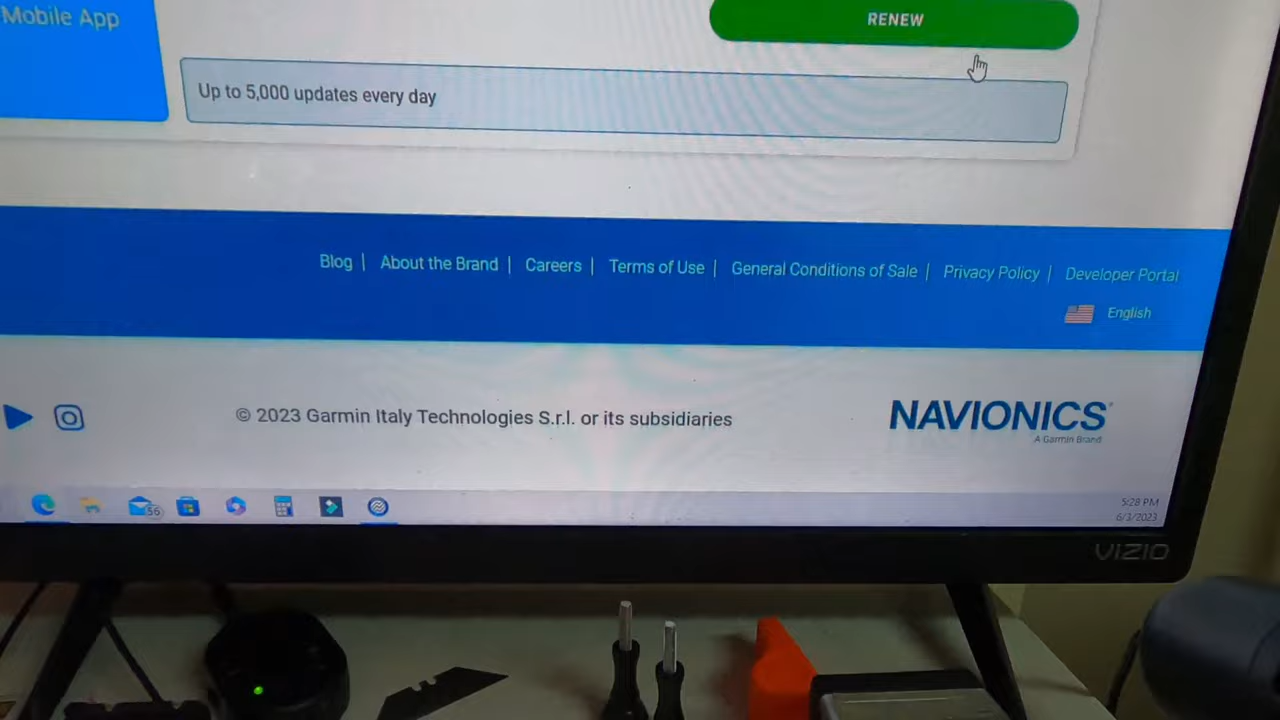 Mobile App
RENEW
Up to 5,000 updates every day
Blog | About the Brand | Careers | Terms of Use | General Conditions of Sale | Privacy Policy | Developer Portal
English
© 2023 Garmin Italy Technologies S.r.l. or its subsidiaries
NAVIONICS®
A Garmin Brand
56
5:28 PM
6/3/2023
VIZIO